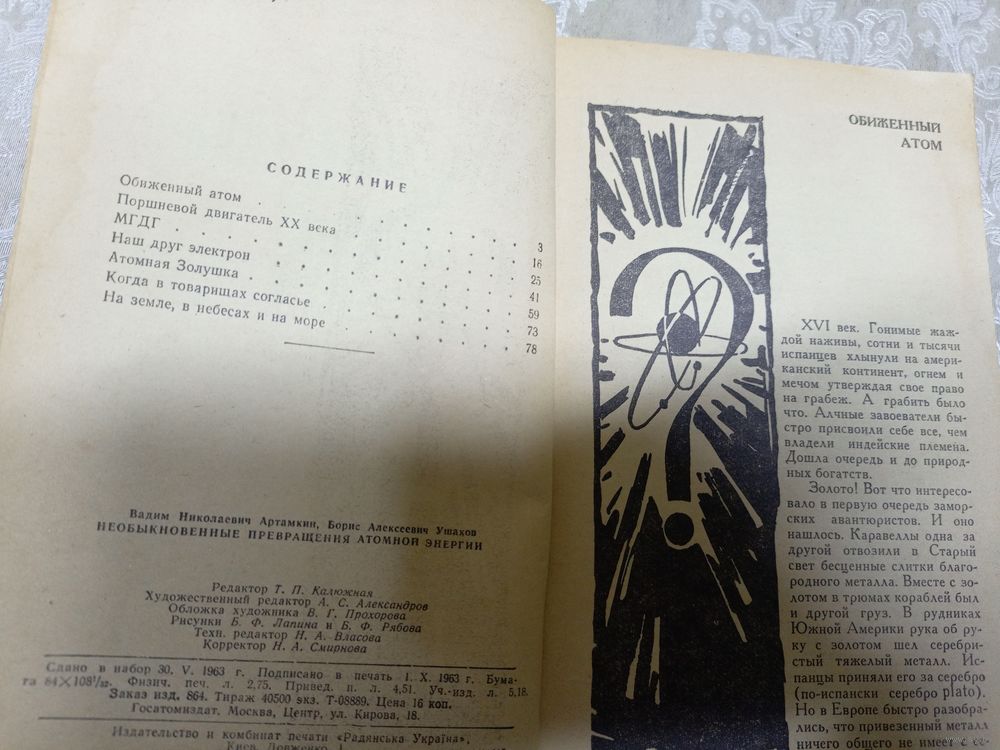 СОДЕРЖАНИЕ
Обиженный атом . . . . . . . . 3
Поршневой двигатель XX века . . . . . . 16
МГДГ . . . . . . . . . . 25
Наш друг электрон . . . . . . . 41
Атомная Золушка . . . . . . . . 59
Когда в товарищах согласье . . . . . . 73
На земле, в небесах и на море . . . . . 78
Вадим Николаевич Артамкин, Борис Алексеевич Ушаков
НЕОБЫКНОВЕННЫЕ ПРЕВРАЩЕНИЯ АТОМНОЙ ЭНЕРГИИ
Редактор Т. П. Калюжная
Художественный редактор А. С. Александров
Обложка художника В. Г. Прохорова
Рисунки Б. Ф. Лапина и Б. Ф. Рябова
Техн. редактор Н. А. Власова
Корректор Н. А. Смирнова
Сдано в набор 30. V. 1963 г. Подписано в печать 1. X. 1963 г. Бума-
га 84×108¹/₃₂. Физич. печ. л. 2,75. Привед. п. л. 4,51. Уч.-изд. л. 5,18.
Заказ изд. 864. Тираж 40500 экз. Т-08889. Цена 16 коп.
Госатомиздат. Москва, Центр, ул. Кирова, 18.
Издательство и комбинат печати «Радянська Україна»,
Киев,
ОБИЖЕННЫЙ
АТОМ
XVI век. Гонимые жаж-
дой наживы, сотни и тысячи
испанцев хлынули на амери-
канский континент, огнем и
мечом утверждая свое право
на грабеж. А грабить было
что. Алчные завоеватели бы-
стро присвоили себе все, чем
владели индейские племена.
Дошла очередь и до природ-
ных богатств.
Золото! Вот что интересо-
вало в первую очередь замор-
ских авантюристов. И оно
нашлось. Каравеллы одна за
другой отвозили в Старый
свет бесценные слитки благо-
родного металла. Вместе с зо-
лотом в трюмах кораблей был
и другой груз. В рудниках
Южной Америки рука об ру-
ку с золотом шел серебри-
стый тяжелый металл. Ис-
панцы приняли его за серебро
(по-испански серебро plato).
Но в Европе быстро разобра-
лись, что привезенный металл
ничего общего не имеет с се-